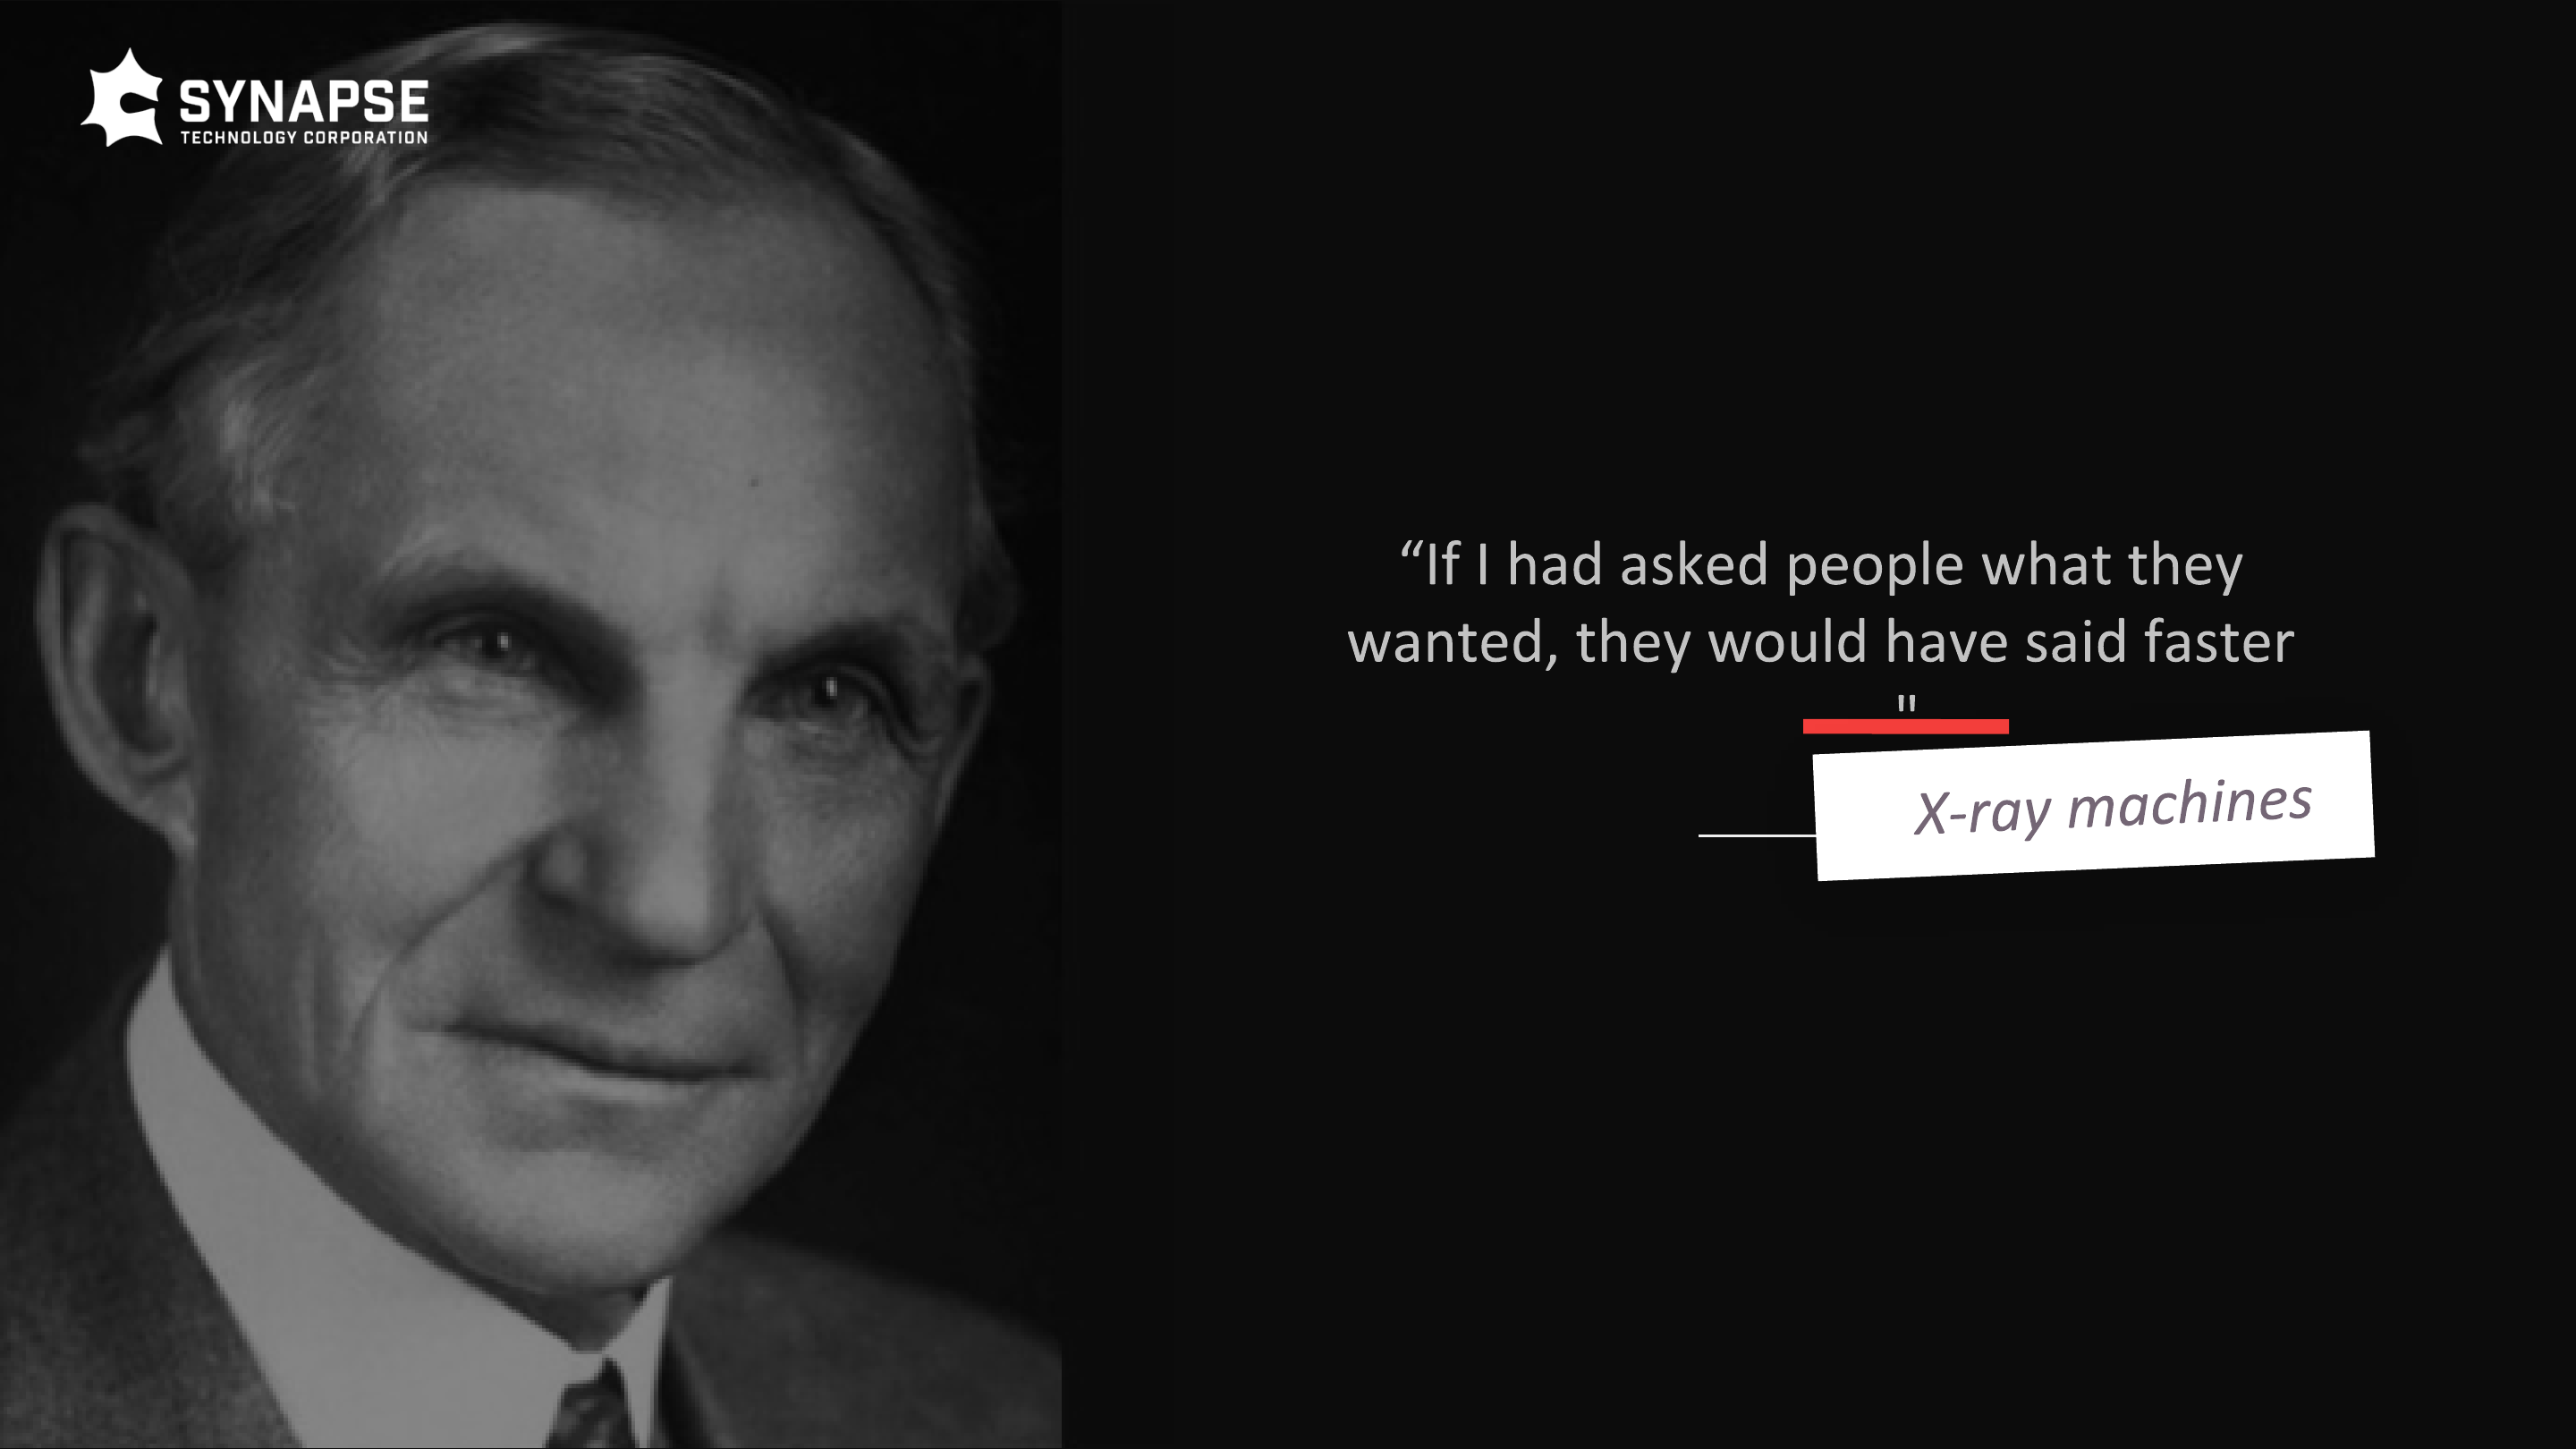 SYNAPSE
TECHNOLOGY CORPORATION
“If I had asked people what they
wanted, they would have said faster
"
X-ray machines